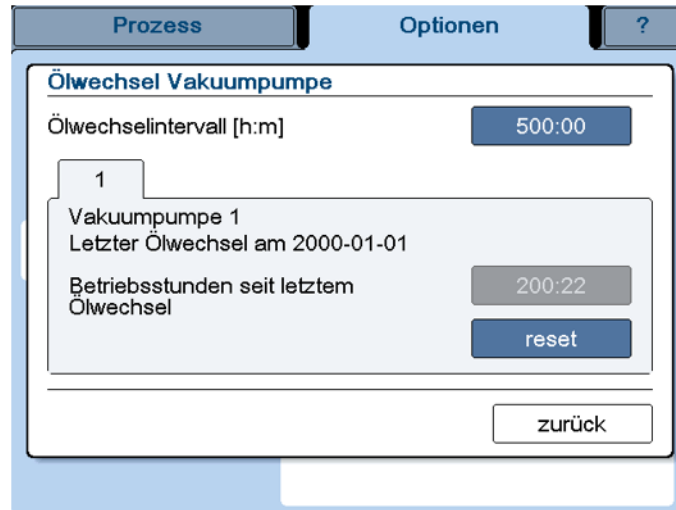 Prozess Optionen ?
Ölwechsel Vakuumpumpe
Ölwechselintervall [h:m] 500:00
1
Vakuumpumpe 1
Letzter Ölwechsel am 2000-01-01
Betriebsstunden seit letztem 200:22
Ölwechsel
reset
zurück